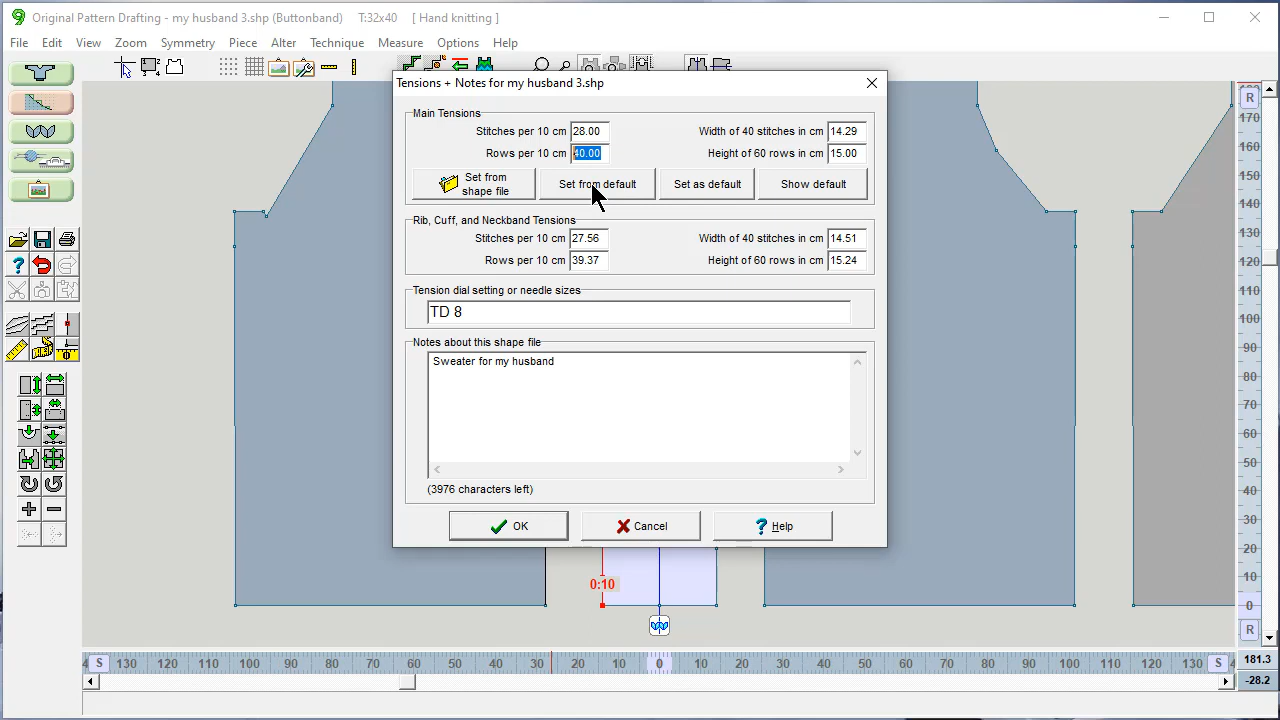 Original Pattern Drafting - my husband 3.shp (Buttonband) T:32x40 [ Hand knitting ]
File Edit View Zoom Symmetry Piece Alter Technique Measure Options Help
Tensions + Notes for my husband 3.shp
Main Tensions
Stitches per 10 cm 28.00 Width of 40 stitches in cm 14.29
Rows per 10 cm 40.00 Height of 60 rows in cm 15.00
Set from shape file
Set from default
Set as default
Show default
Rib, Cuff, and Neckband Tensions
Stitches per 10 cm 27.56 Width of 40 stitches in cm 14.51
Rows per 10 cm 39.37 Height of 60 rows in cm 15.24
Tension dial setting or needle sizes
TD 8
Notes about this shape file
Sweater for my husband
(3976 characters left)
OK Cancel ? Help
0:10
R
170
160
150
140
130
120
110
100
90
80
70
60
50
40
30
20
10
0
R
S 130 120 110 100 90 80 70 60 50 40 30 20 10 0 10 20 30 40 50 60 70 80 90 100 110 120 130 S
181.3
-28.2